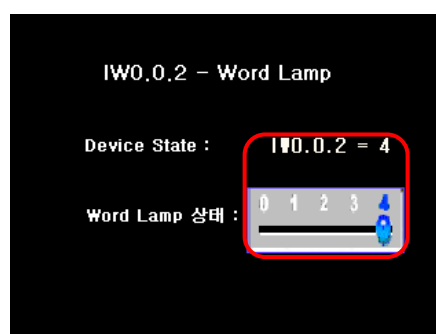 IW0.0.2 - Word Lamp
Device State : IW0.0.2 = 4
Word Lamp 상태 : 0 1 2 3 4